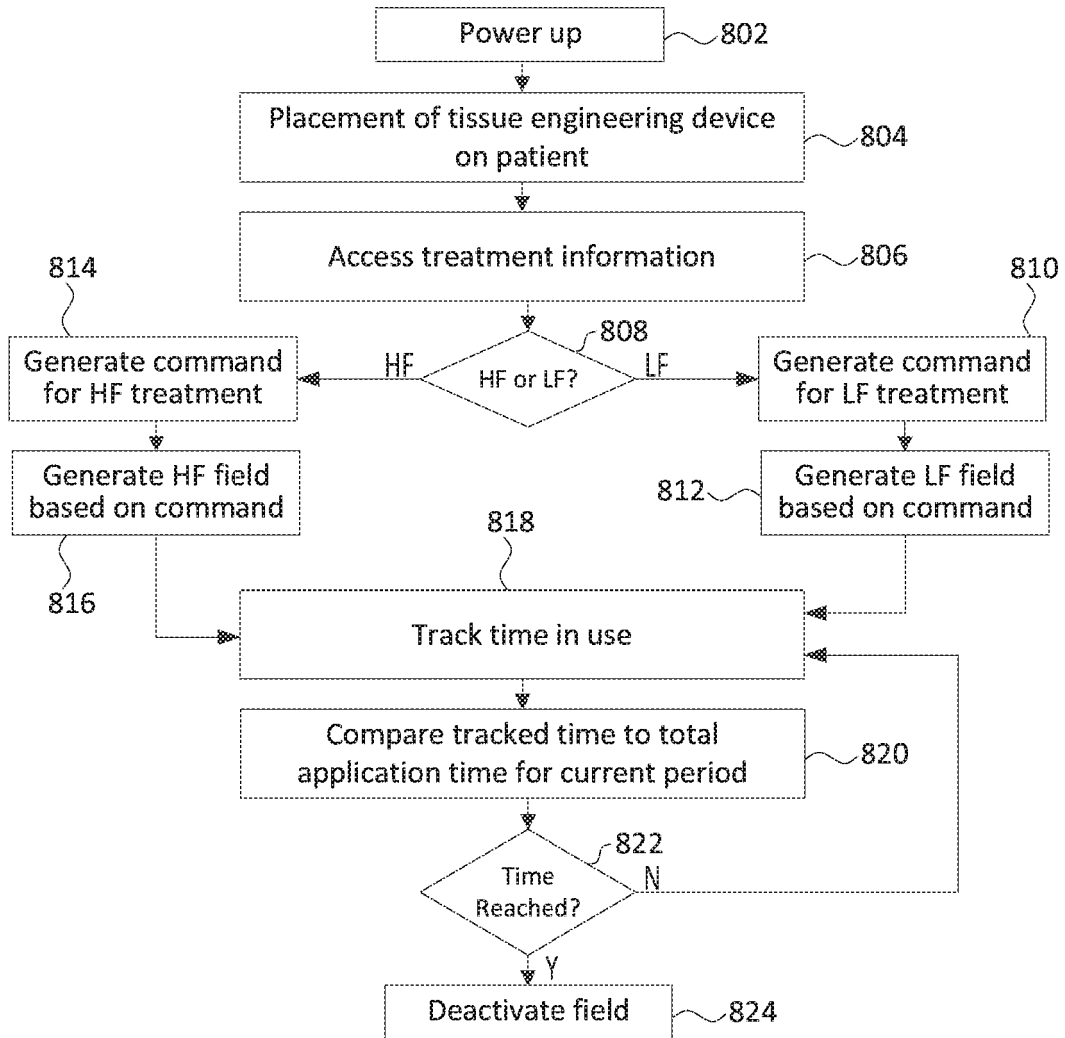 Power up
802
Placement of tissue engineering device
on patient
804
Access treatment information
806
814
810
808
Generate command
for HF treatment
HF
HF or LF?
LF
Generate command
for LF treatment
Generate HF field
based on command
812
Generate LF field
based on command
816
818
Track time in use
Compare tracked time to total
application time for current period
820
822
Time
Reached?
N
Y
Deactivate field
824